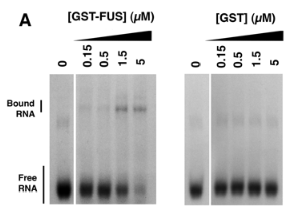 A
[GST-FUS] (μM)
0
0.15
0.5
1.5
5
[GST] (μM)
0
0.15
0.5
1.5
5
Bound
RNA
Free
RNA